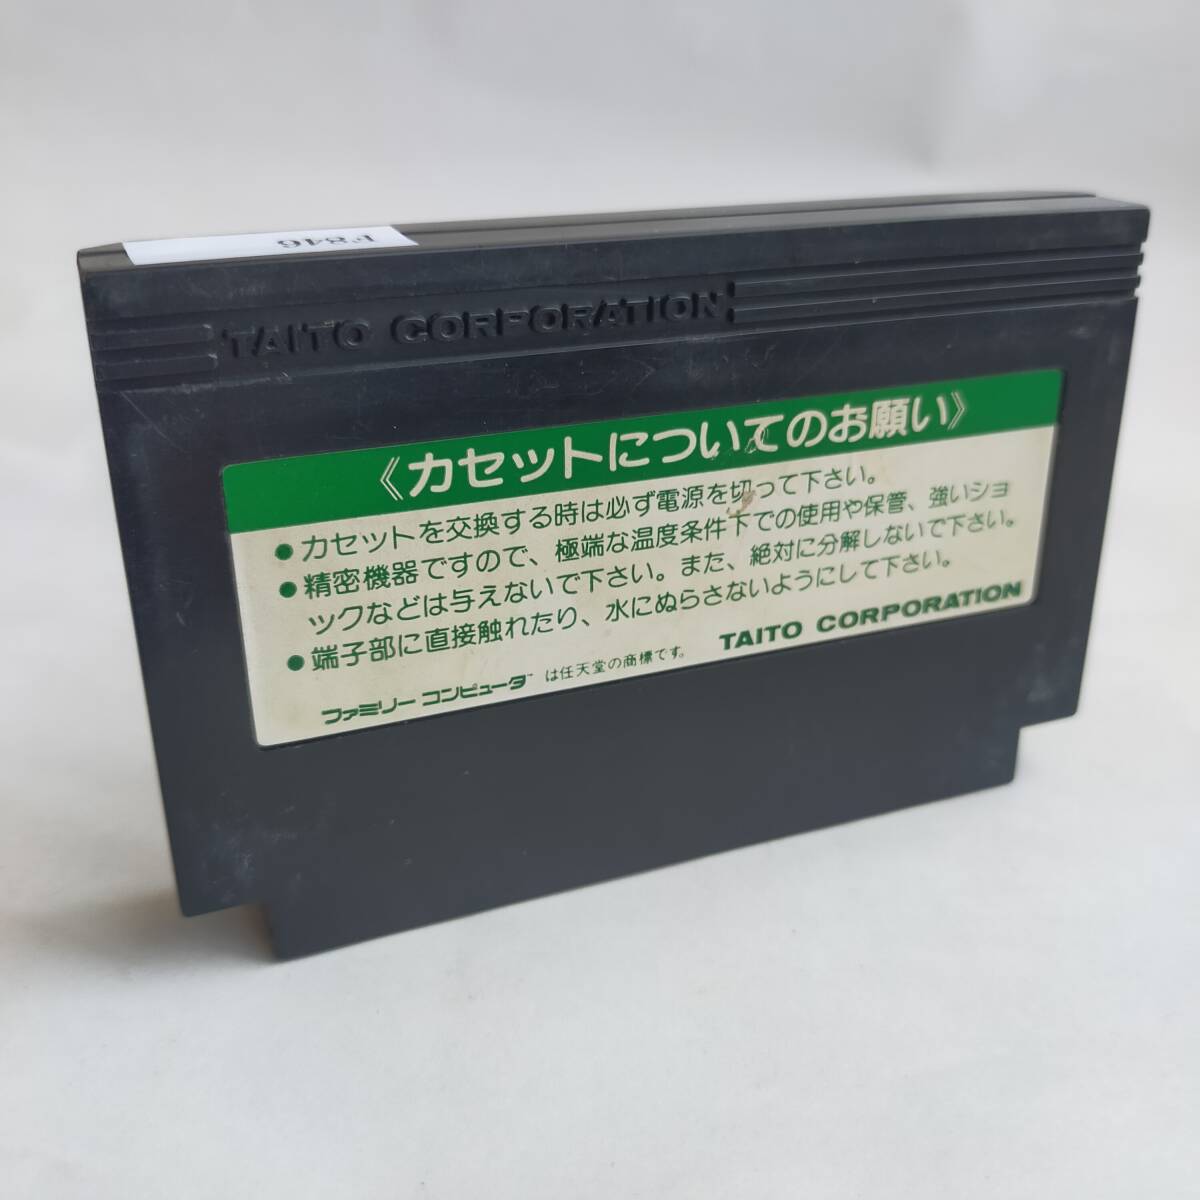 F846
TAITO CORPORATION
《カセットについてのお願い》
●カセットを交換する時は必ず電源を切って下さい。
●精密機器ですので、極端な温度条件下での使用や保管、強いショ
ックなどは与えないで下さい。また、絶対に分解しないで下さい。
●端子部に直接触れたり、水にぬらさないようにして下さい。
TAITO CORPORATION
ファミリーコンピュータ™ は任天堂の商標です。